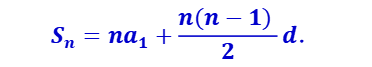 Sₙ = na₁ + n(n − 1)/2 d.